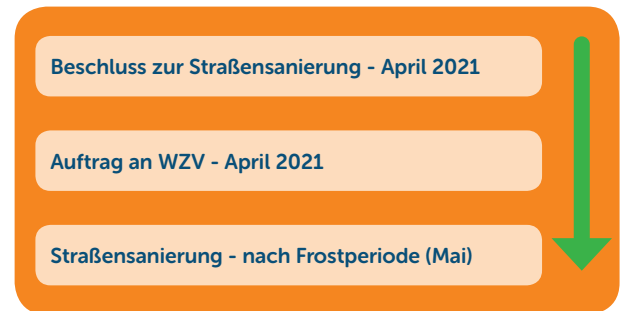 Beschluss zur Straßensanierung - April 2021
Auftrag an WZV - April 2021
Straßensanierung - nach Frostperiode (Mai)